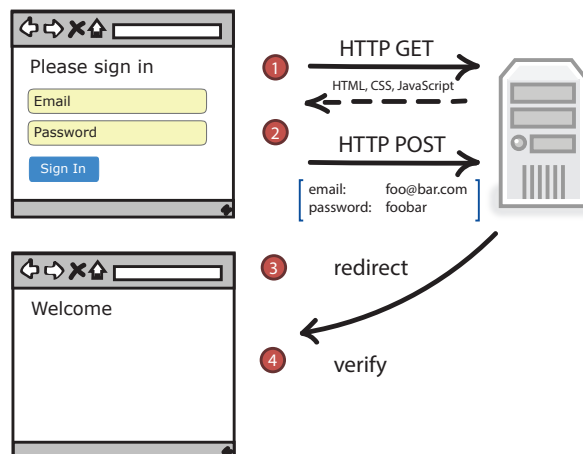 Please sign in
Email
Password
Sign In
1
HTTP GET
HTML, CSS, JavaScript
2
HTTP POST
email: foo@bar.com
password: foobar
Welcome
3
redirect
4
verify